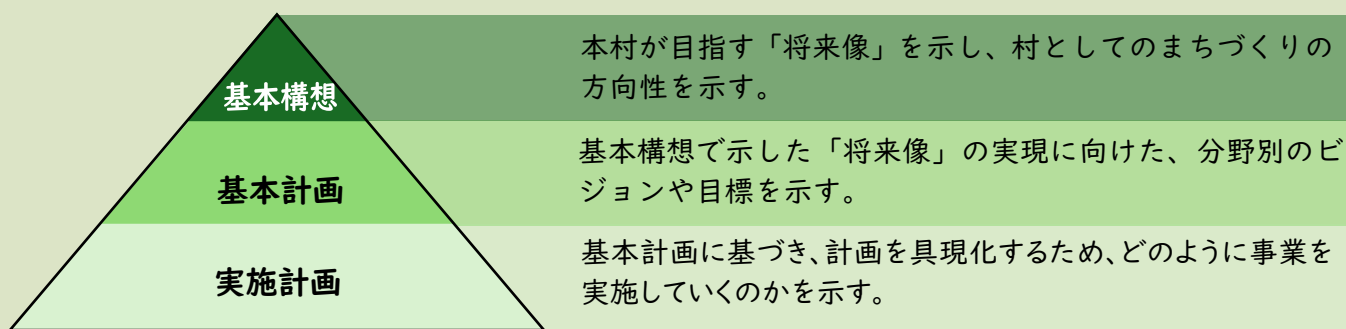 基本構想
本村が目指す「将来像」を示し、村としてのまちづくりの
方向性を示す。
基本計画
基本構想で示した「将来像」の実現に向けた、分野別のビ
ジョンや目標を示す。
実施計画
基本計画に基づき、計画を具現化するため、どのように事業を
実施していくのかを示す。